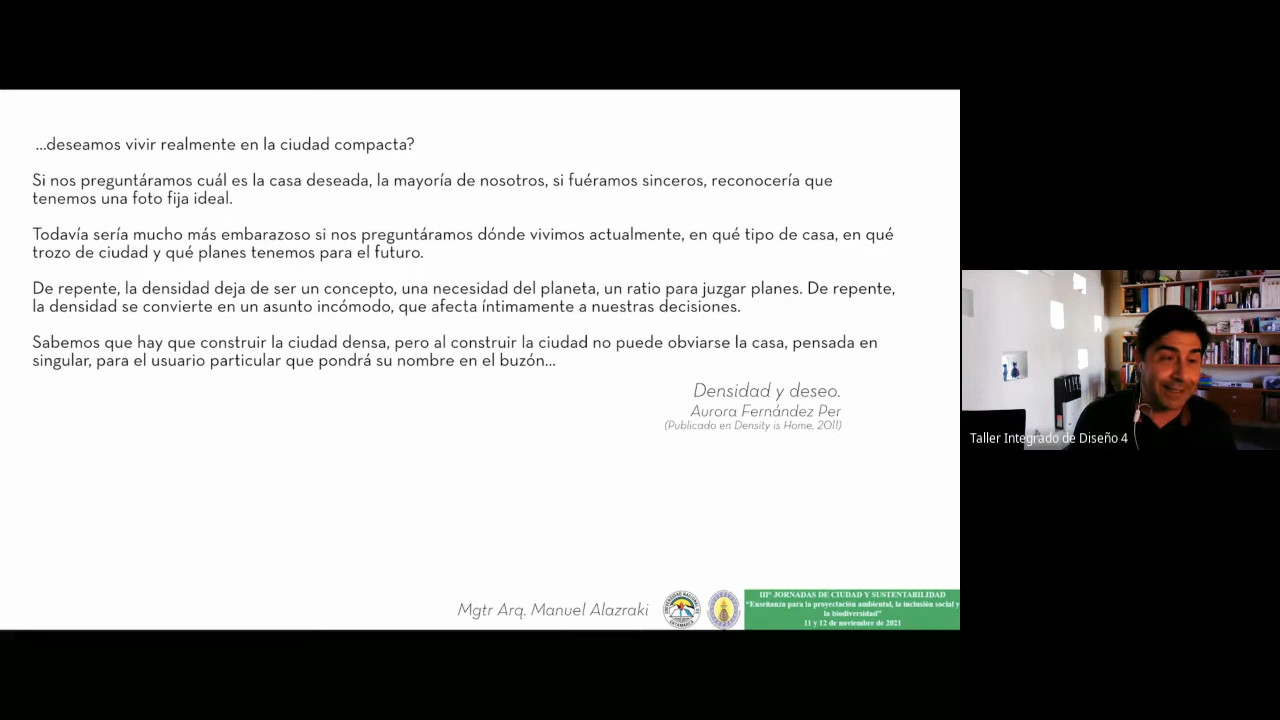 ...deseamos vivir realmente en la ciudad compacta?
Si nos preguntáramos cuál es la casa deseada, la mayoría de nosotros, si fuéramos sinceros, reconocería que
tenemos una foto fija ideal.
Todavía sería mucho más embarazoso si nos preguntáramos dónde vivimos actualmente, en qué tipo de casa, en qué
trozo de ciudad y qué planes tenemos para el futuro.
De repente, la densidad deja de ser un concepto, una necesidad del planeta, un ratio para juzgar planes. De repente,
la densidad se convierte en un asunto incómodo, que afecta íntimamente a nuestras decisiones.
Sabemos que hay que construir la ciudad densa, pero al construir la ciudad no puede obviarse la casa, pensada en
singular, para el usuario particular que pondrá su nombre en el buzón...
Densidad y deseo.
Aurora Fernández Per
(Publicado en Density is Home, 2011)
Taller Integrado de Diseño 4
Mgtr Arq. Manuel Alazraki
III° JORNADAS DE CIUDAD Y SUSTENTABILIDAD
"Enseñanza para la proyectación ambiental, la inclusión social y
la biodiversidad"
11 y 12 de noviembre de 2021